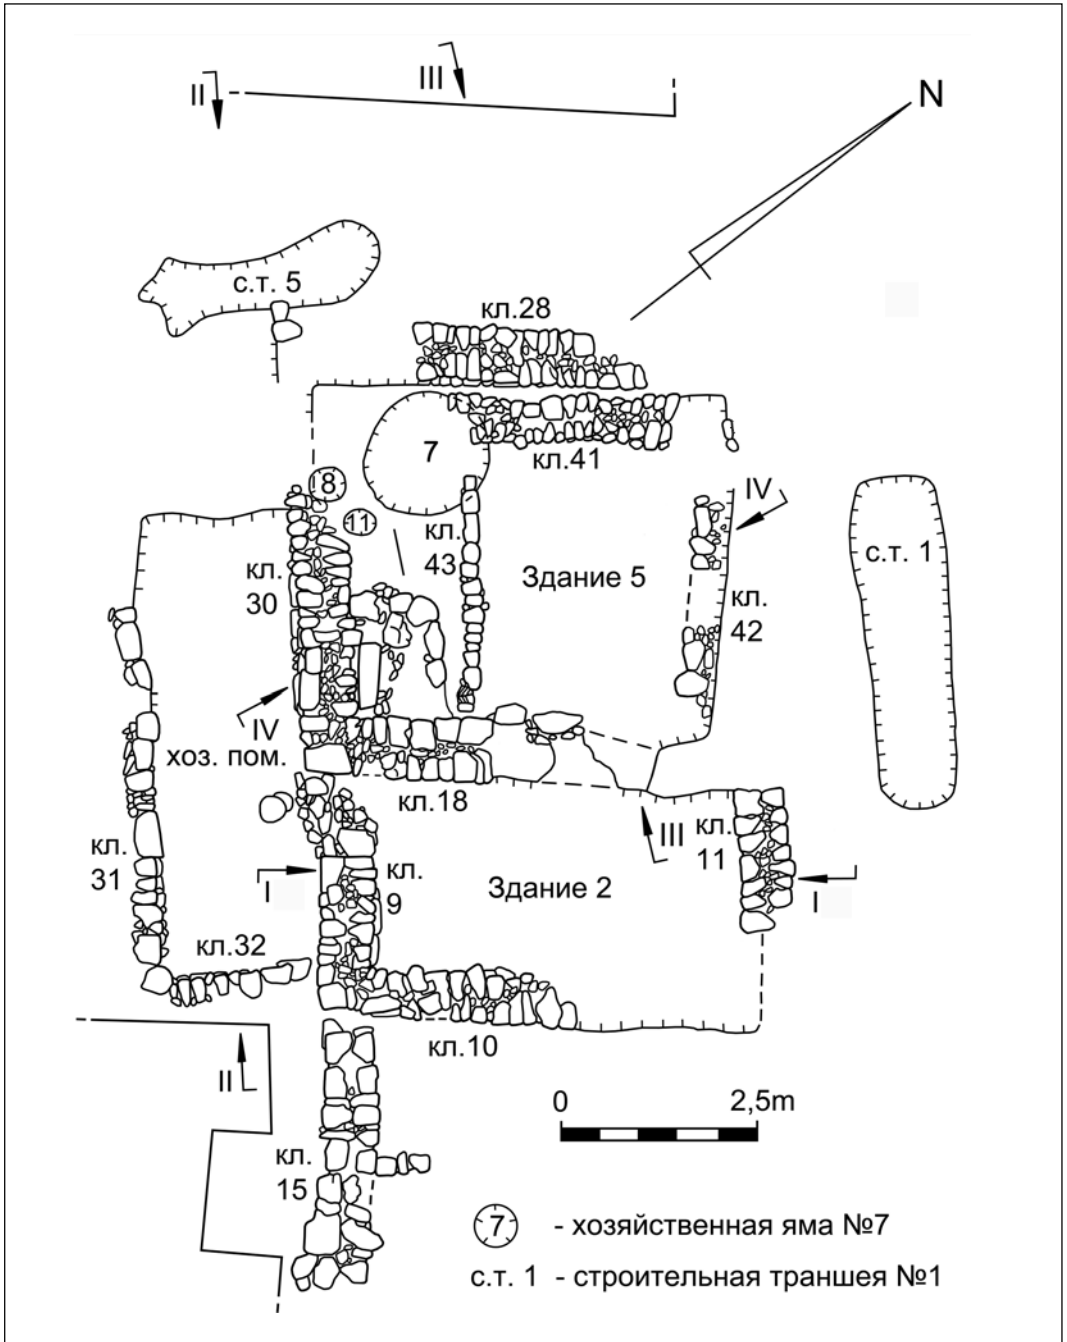 III
II
N
с.т. 5
кл.28
7
кл.41
8
IV
11
кл.
43
с.т. 1
кл.
30
Здание 5
кл.
42
IV
хоз. пом.
кл.18
III
кл.
11
кл.
31
I
кл.
9
Здание 2
I
кл.32
кл.10
II
0
2,5m
кл.
15
7 - хозяйственная яма №7
с.т. 1 - строительная траншея №1